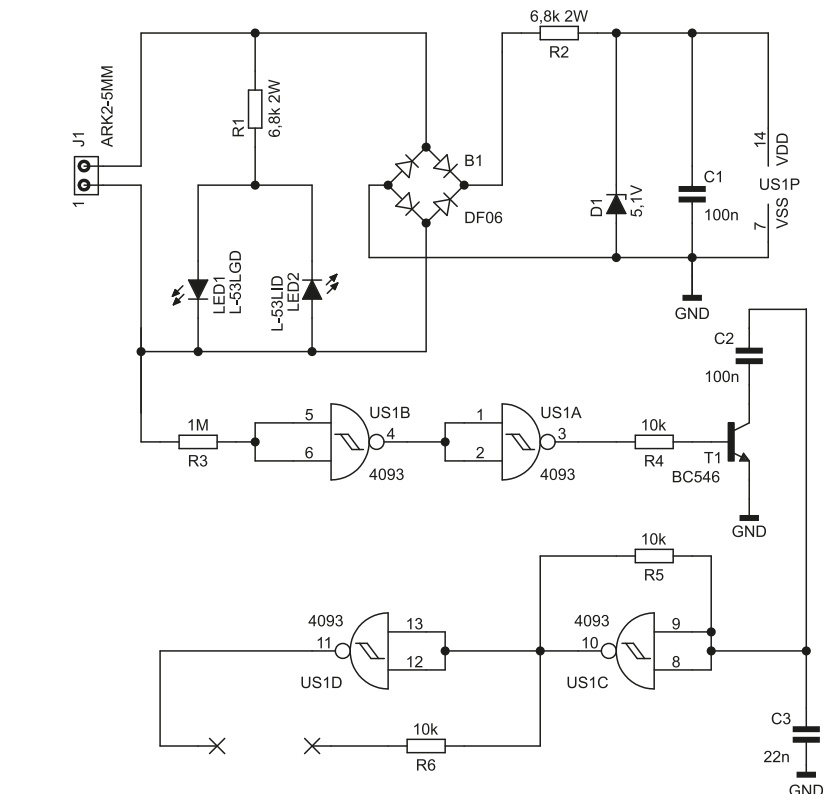 6,8k 2W
R2
ARK2-5MM
J1
1
R1
6,8k 2W
B1
DF06
D1
5,1V
C1
100n
14
VDD
US1P
VSS
7
GND
LED1
L-53LGD
L-53LID
LED2
C2
100n
1M
R3
5
6
US1B
4
4093
1
2
US1A
3
4093
10k
R4
T1
BC546
GND
10k
R5
4093
11
13
12
US1D
4093
10
9
8
US1C
10k
R6
C3
22n
GND